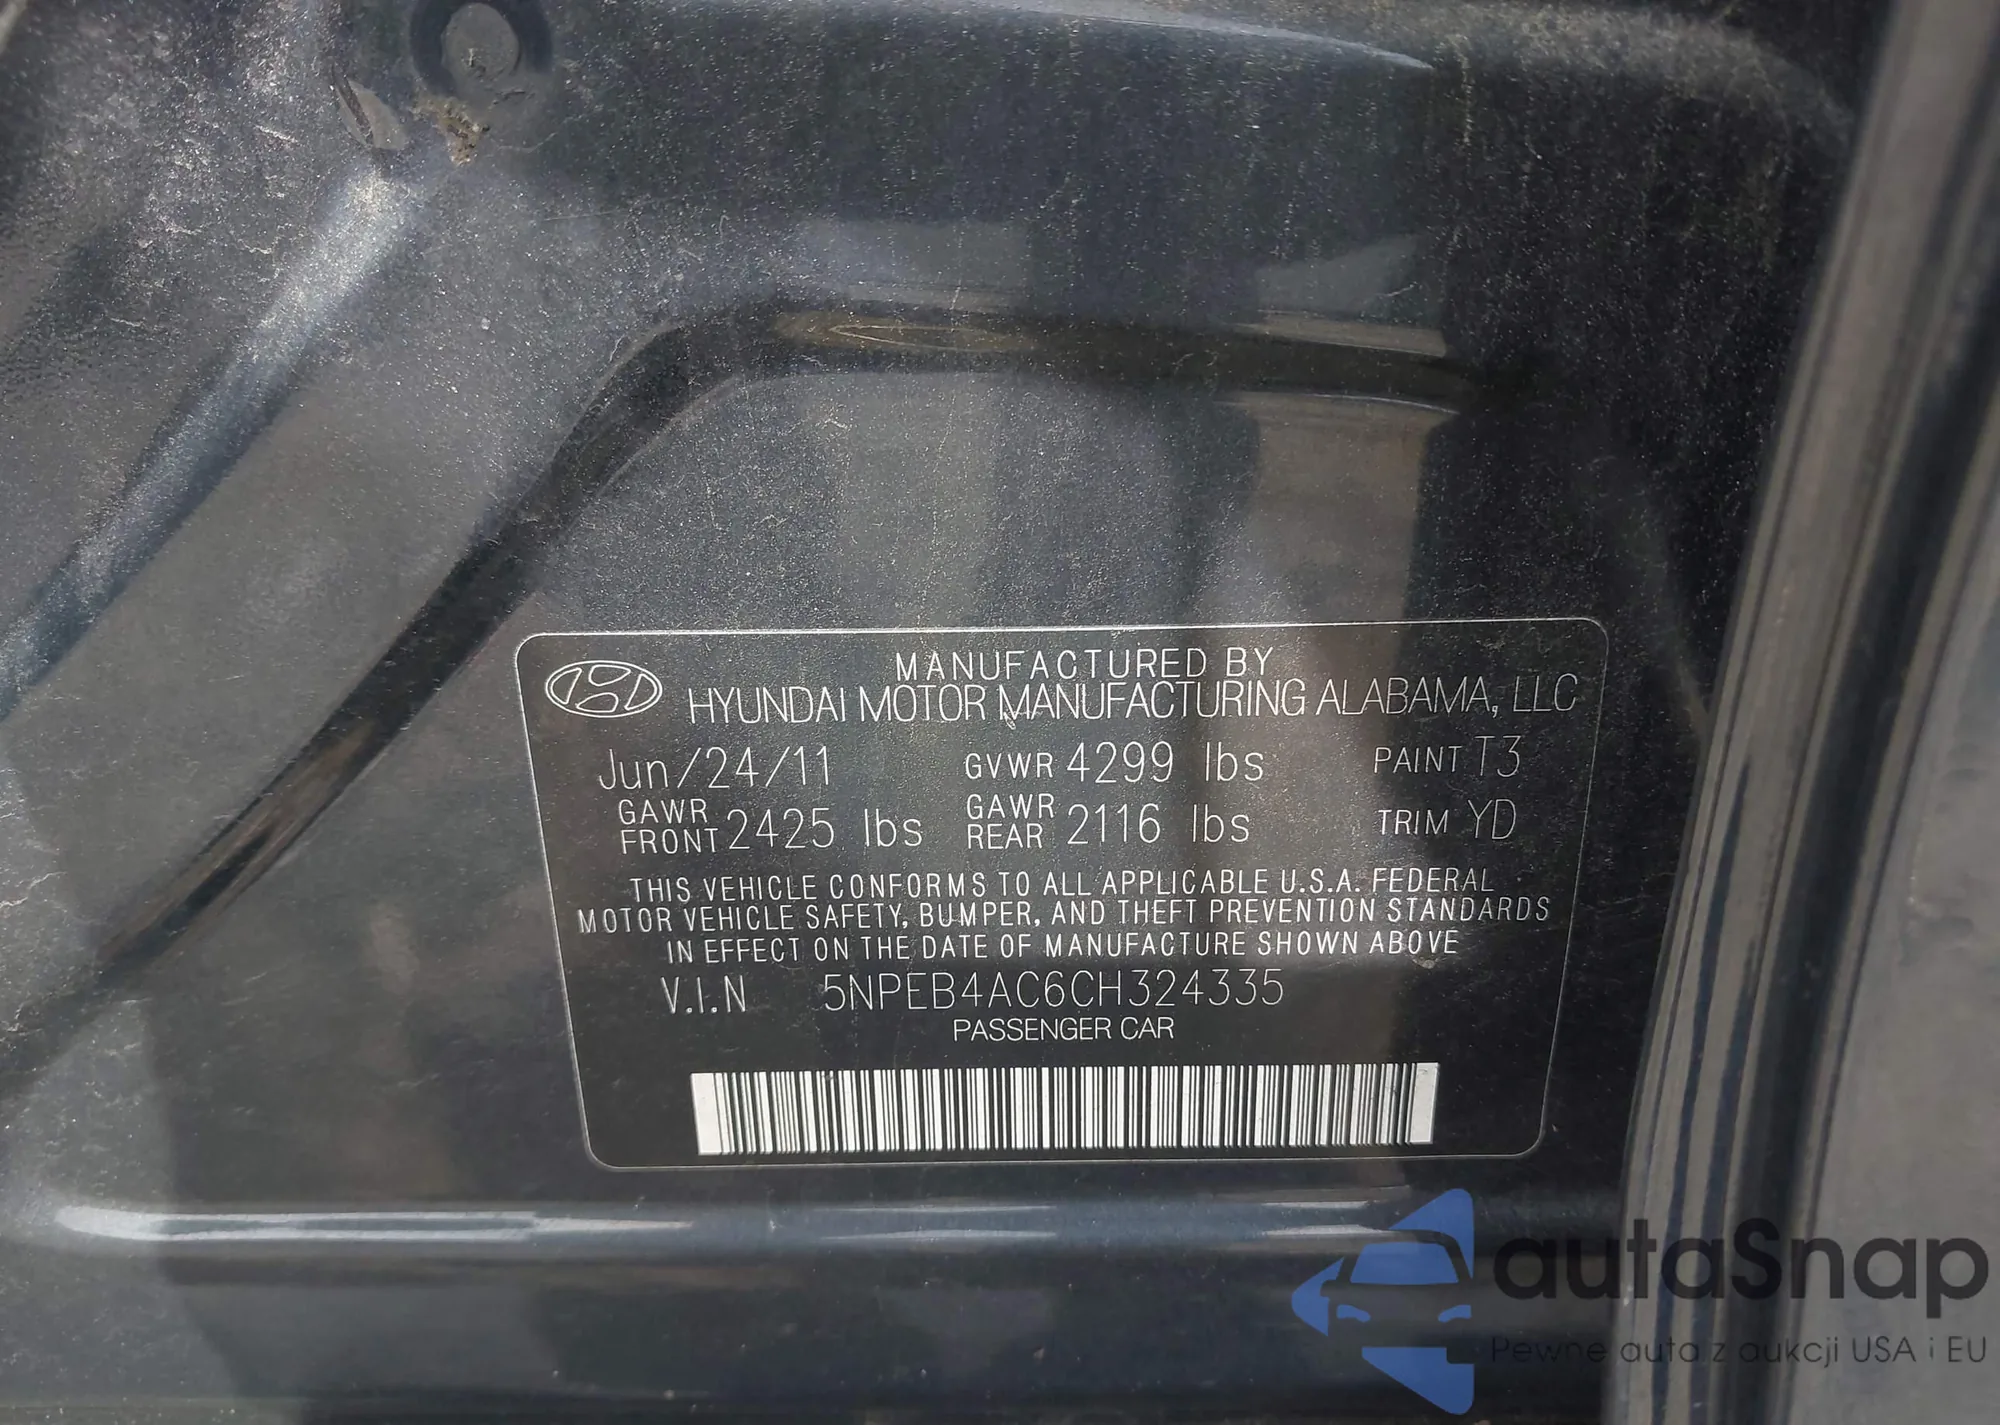 MANUFACTURED BY
HYUNDAI MOTOR MANUFACTURING ALABAMA, LLC
Jun/24/11 GVWR 4299 lbs PAINT T3
GAWR FRONT 2425 lbs GAWR REAR 2116 lbs TRIM YD
THIS VEHICLE CONFORMS TO ALL APPLICABLE U.S.A. FEDERAL
MOTOR VEHICLE SAFETY, BUMPER, AND THEFT PREVENTION STANDARDS
IN EFFECT ON THE DATE OF MANUFACTURE SHOWN ABOVE
V.I.N 5NPEB4AC6CH324335
PASSENGER CAR
autaSnap
Pewne auta z aukcji USA i EU